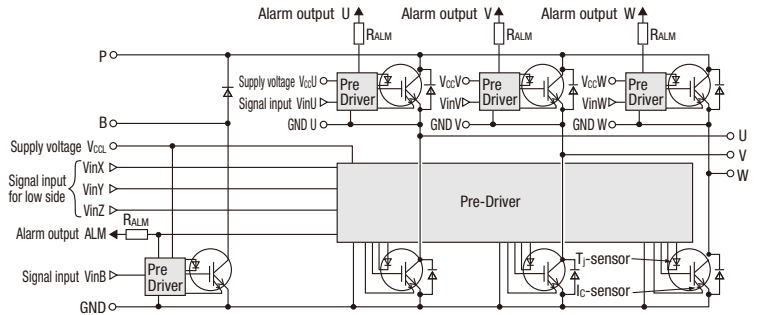 Alarm output U
RALM
Alarm output V
RALM
Alarm output W
RALM
P
Supply voltage VccU
Signal input VinU
Pre
Driver
GND U
VccV
VinV
Pre
Driver
GND V
VccW
VinW
Pre
Driver
GND W
B
U
V
W
Supply voltage VCCL
Signal input
for low side
VinX
VinY
VinZ
Pre-Driver
RALM
Alarm output ALM
Signal input VinB
Pre
Driver
Tj-sensor
Ic-sensor
GND